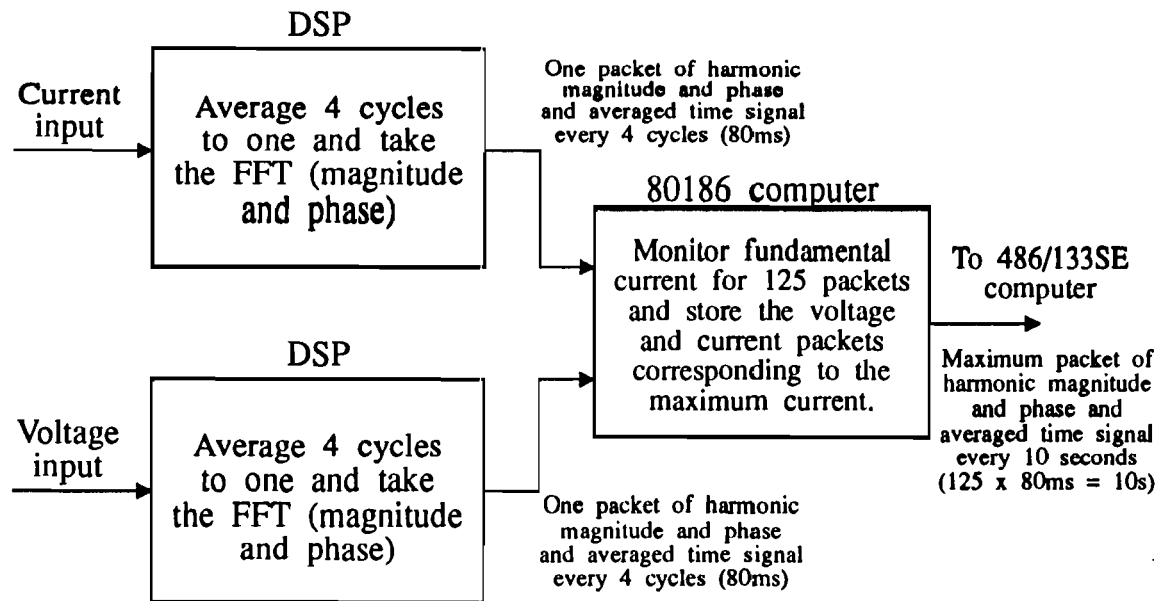 DSP
Current
input
Average 4 cycles
to one and take
the FFT (magnitude
and phase)
One packet of harmonic
magnitude and phase
and averaged time signal
every 4 cycles (80ms)
80186 computer
Monitor fundamental
current for 125 packets
and store the voltage
and current packets
corresponding to the
maximum current.
To 486/133SE
computer
Maximum packet of
harmonic magnitude
and phase and
averaged time signal
every 10 seconds
(125 x 80ms = 10s)
DSP
Voltage
input
Average 4 cycles
to one and take
the FFT (magnitude
and phase)
One packet of harmonic
magnitude and phase
and averaged time signal
every 4 cycles (80ms)